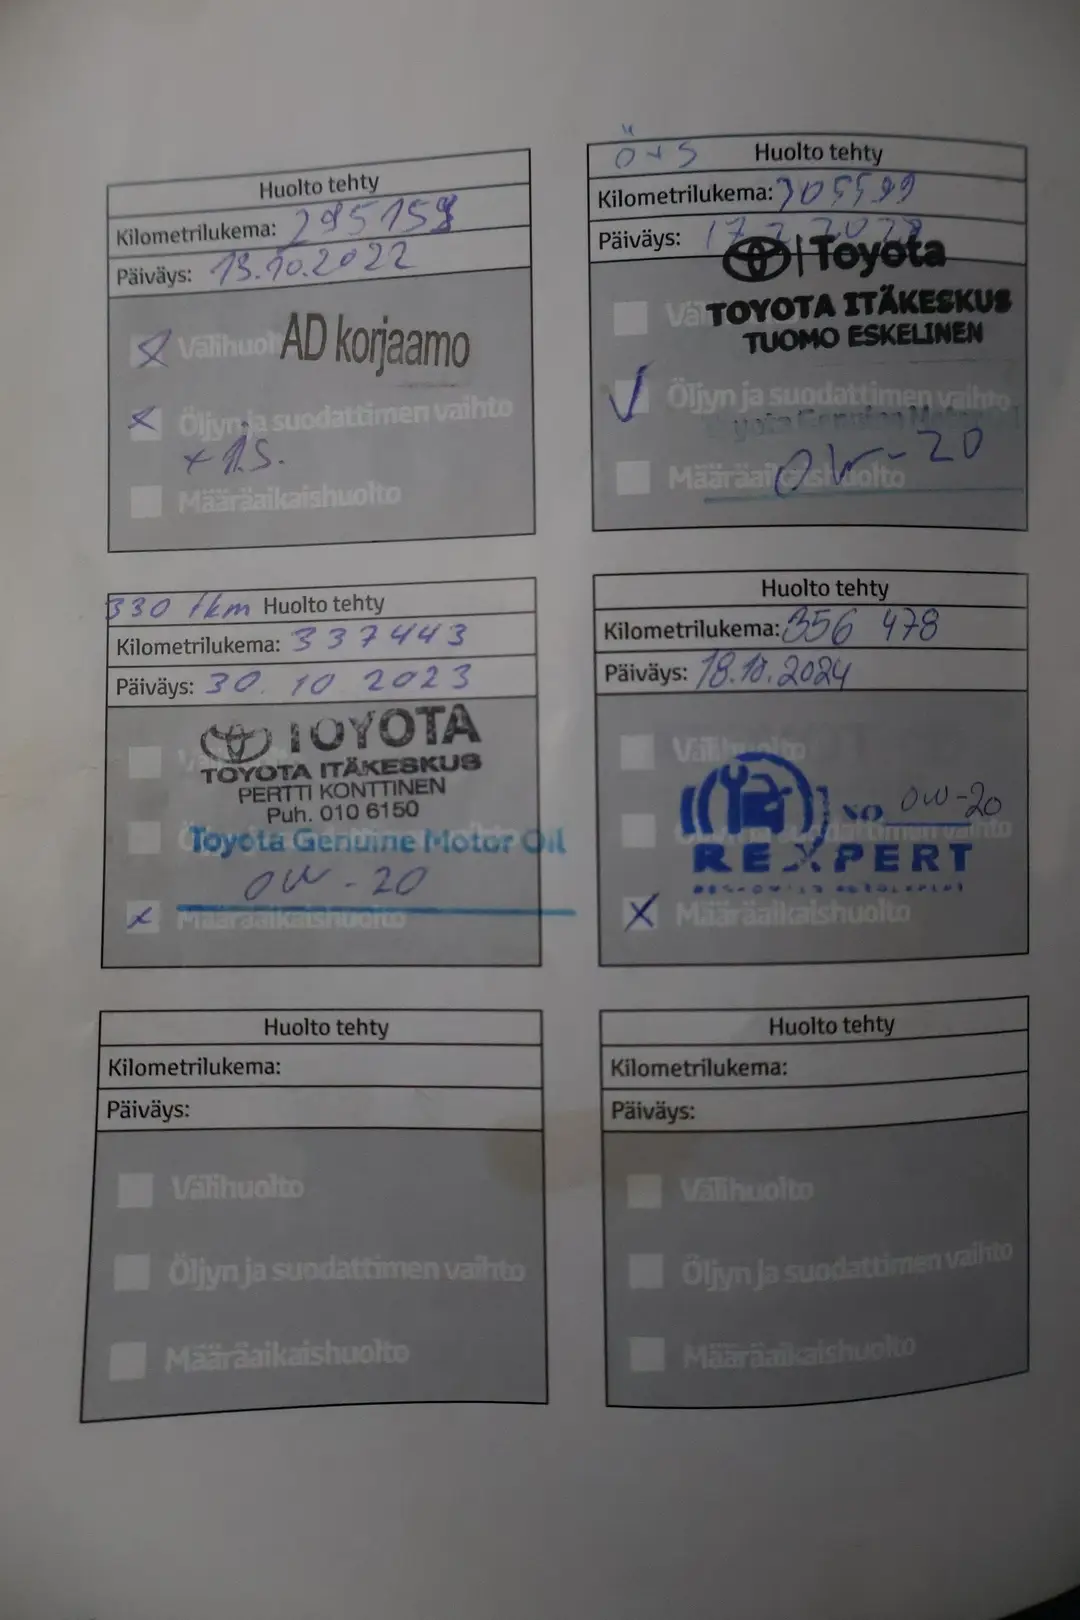 Huolto tehty
Kilometrilukema: 295158
Päiväys: 13.10.2022
Välihuol
AD korjaamo
Öljyn ja suodattimen vaihto
+ r.s.
Määräaikaishuolto
Ö+S Huolto tehty
Kilometrilukema: 305599
Päiväys: 17.
Toyota
TOYOTA ITÄKESKUS
TUOMO ESKELINEN
Öljyn ja suodattimen vaihto
0W-20
Määräaikaishuolto
330 tkm Huolto tehty
Kilometrilukema: 337443
Päiväys: 30. 10 2023
TOYOTA
TOYOTA ITÄKESKUS
PERTTI KONTTINEN
Puh. 010 6150
Toyota Genuine Motor Oil
0W-20
Määräaikaishuolto
Huolto tehty
Kilometrilukema: 356 478
Päiväys: 18.10.2024
Välihuolto
NO 0W-20
REXPERT
Määräaikaishuolto
Huolto tehty
Kilometrilukema:
Päiväys:
Välihuolto
Öljyn ja suodattimen vaihto
Määräaikaishuolto
Huolto tehty
Kilometrilukema:
Päiväys:
Välihuolto
Öljyn ja suodattimen vaihto
Määräaikaishuolto